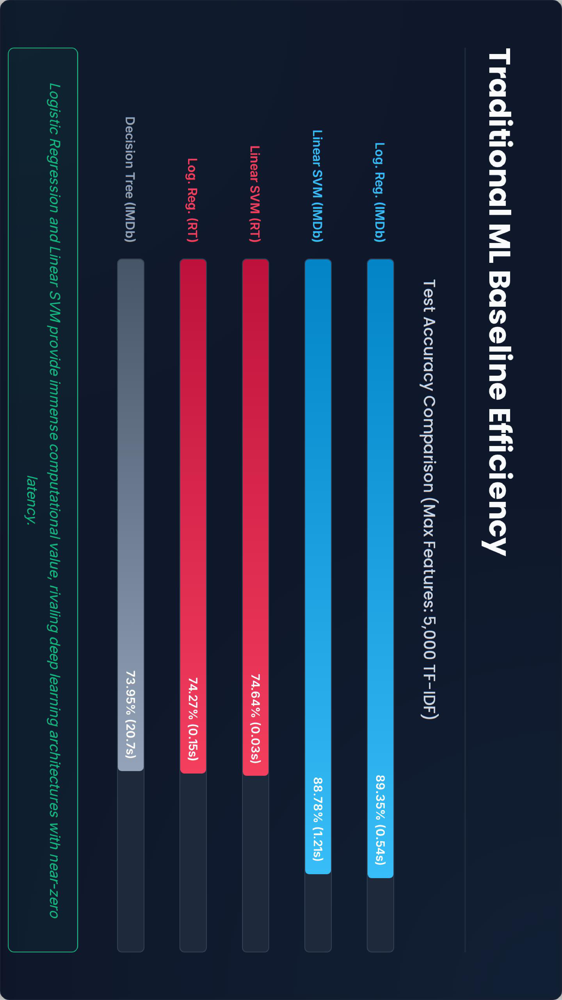 Traditional ML Baseline Efficiency
Test Accuracy Comparison (Max Features: 5,000 TF-IDF)
Log. Reg. (IMDb) 89.35% (0.54s)
Linear SVM (IMDb) 88.78% (1.21s)
Linear SVM (RT) 74.64% (0.03s)
Log. Reg. (RT) 74.27% (0.15s)
Decision Tree (IMDb) 73.95% (20.7s)
Logistic Regression and Linear SVM provide immense computational value, rivaling deep learning architectures with near-zero
latency.